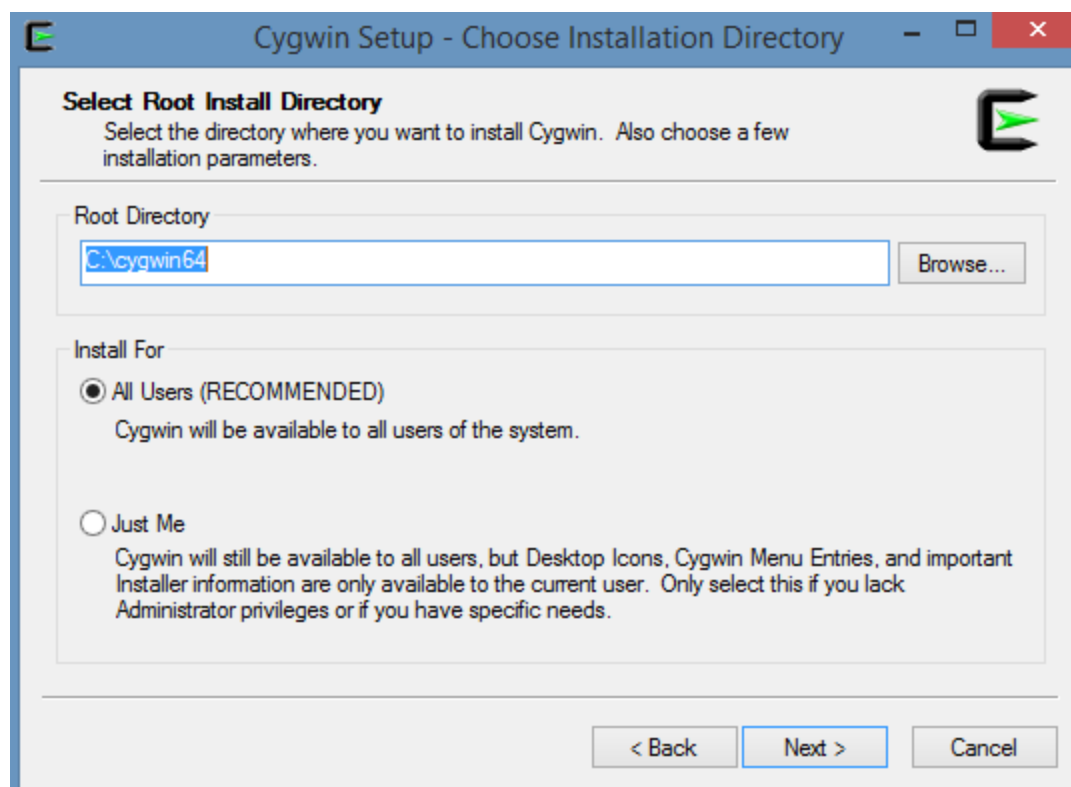 Cygwin Setup - Choose Installation Directory
Select Root Install Directory
Select the directory where you want to install Cygwin. Also choose a few
installation parameters.
Root Directory
C:\cygwin64
Browse...
Install For
All Users (RECOMMENDED)
Cygwin will be available to all users of the system.
Just Me
Cygwin will still be available to all users, but Desktop Icons, Cygwin Menu Entries, and important
Installer information are only available to the current user. Only select this if you lack
Administrator privileges or if you have specific needs.
< Back
Next >
Cancel